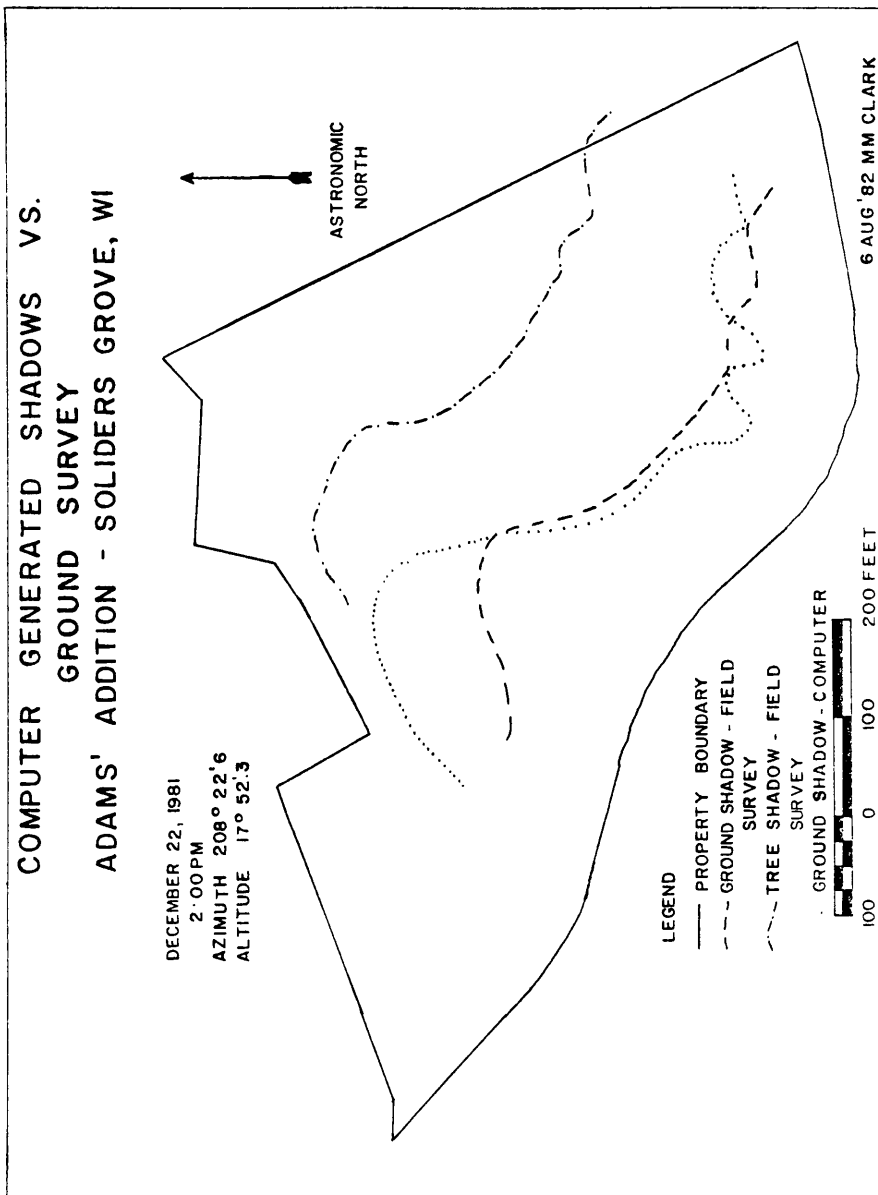 COMPUTER GENERATED SHADOWS VS.
GROUND SURVEY
ADAMS' ADDITION - SOLIDERS GROVE, WI
DECEMBER 22, 1981
2:00 PM
AZIMUTH 208° 22'.6
ALTITUDE 17° 52'.3
ASTRONOMIC
NORTH
LEGEND
PROPERTY BOUNDARY
GROUND SHADOW - FIELD
SURVEY
TREE SHADOW - FIELD
SURVEY
GROUND SHADOW - COMPUTER
100 0 100 200 FEET
6 AUG '82 MM CLARK